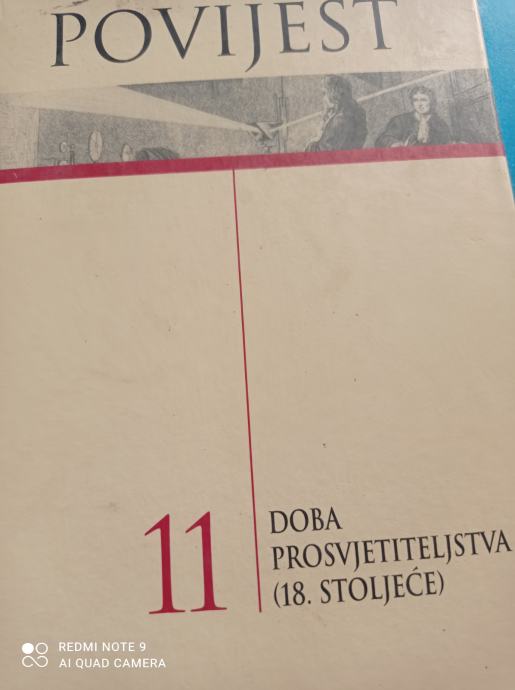 POVIJEST
11
DOBA
PROSVJETITELJSTVA
(18. STOLJEĆE)
REDMI NOTE 9
AI QUAD CAMERA